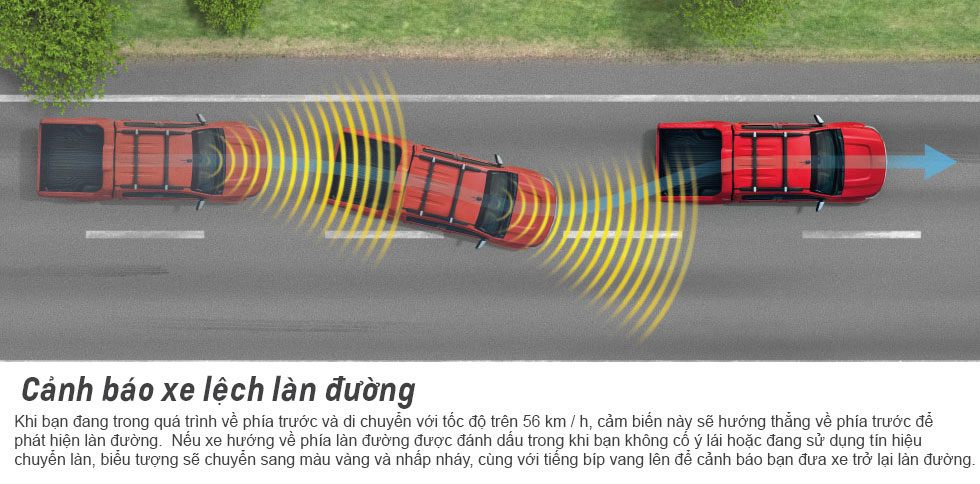 Cảnh báo xe lệch làn đường
Khi bạn đang trong quá trình về phía trước và di chuyển với tốc độ trên 56 km / h, cảm biến này sẽ hướng thẳng về phía trước để
phát hiện làn đường.  Nếu xe hướng về phía làn đường được đánh dấu trong khi bạn không cố ý lái hoặc đang sử dụng tín hiệu
chuyển làn, biểu tượng sẽ chuyển sang màu vàng và nhấp nháy, cùng với tiếng bíp vang lên để cảnh báo bạn đưa xe trở lại làn đường.